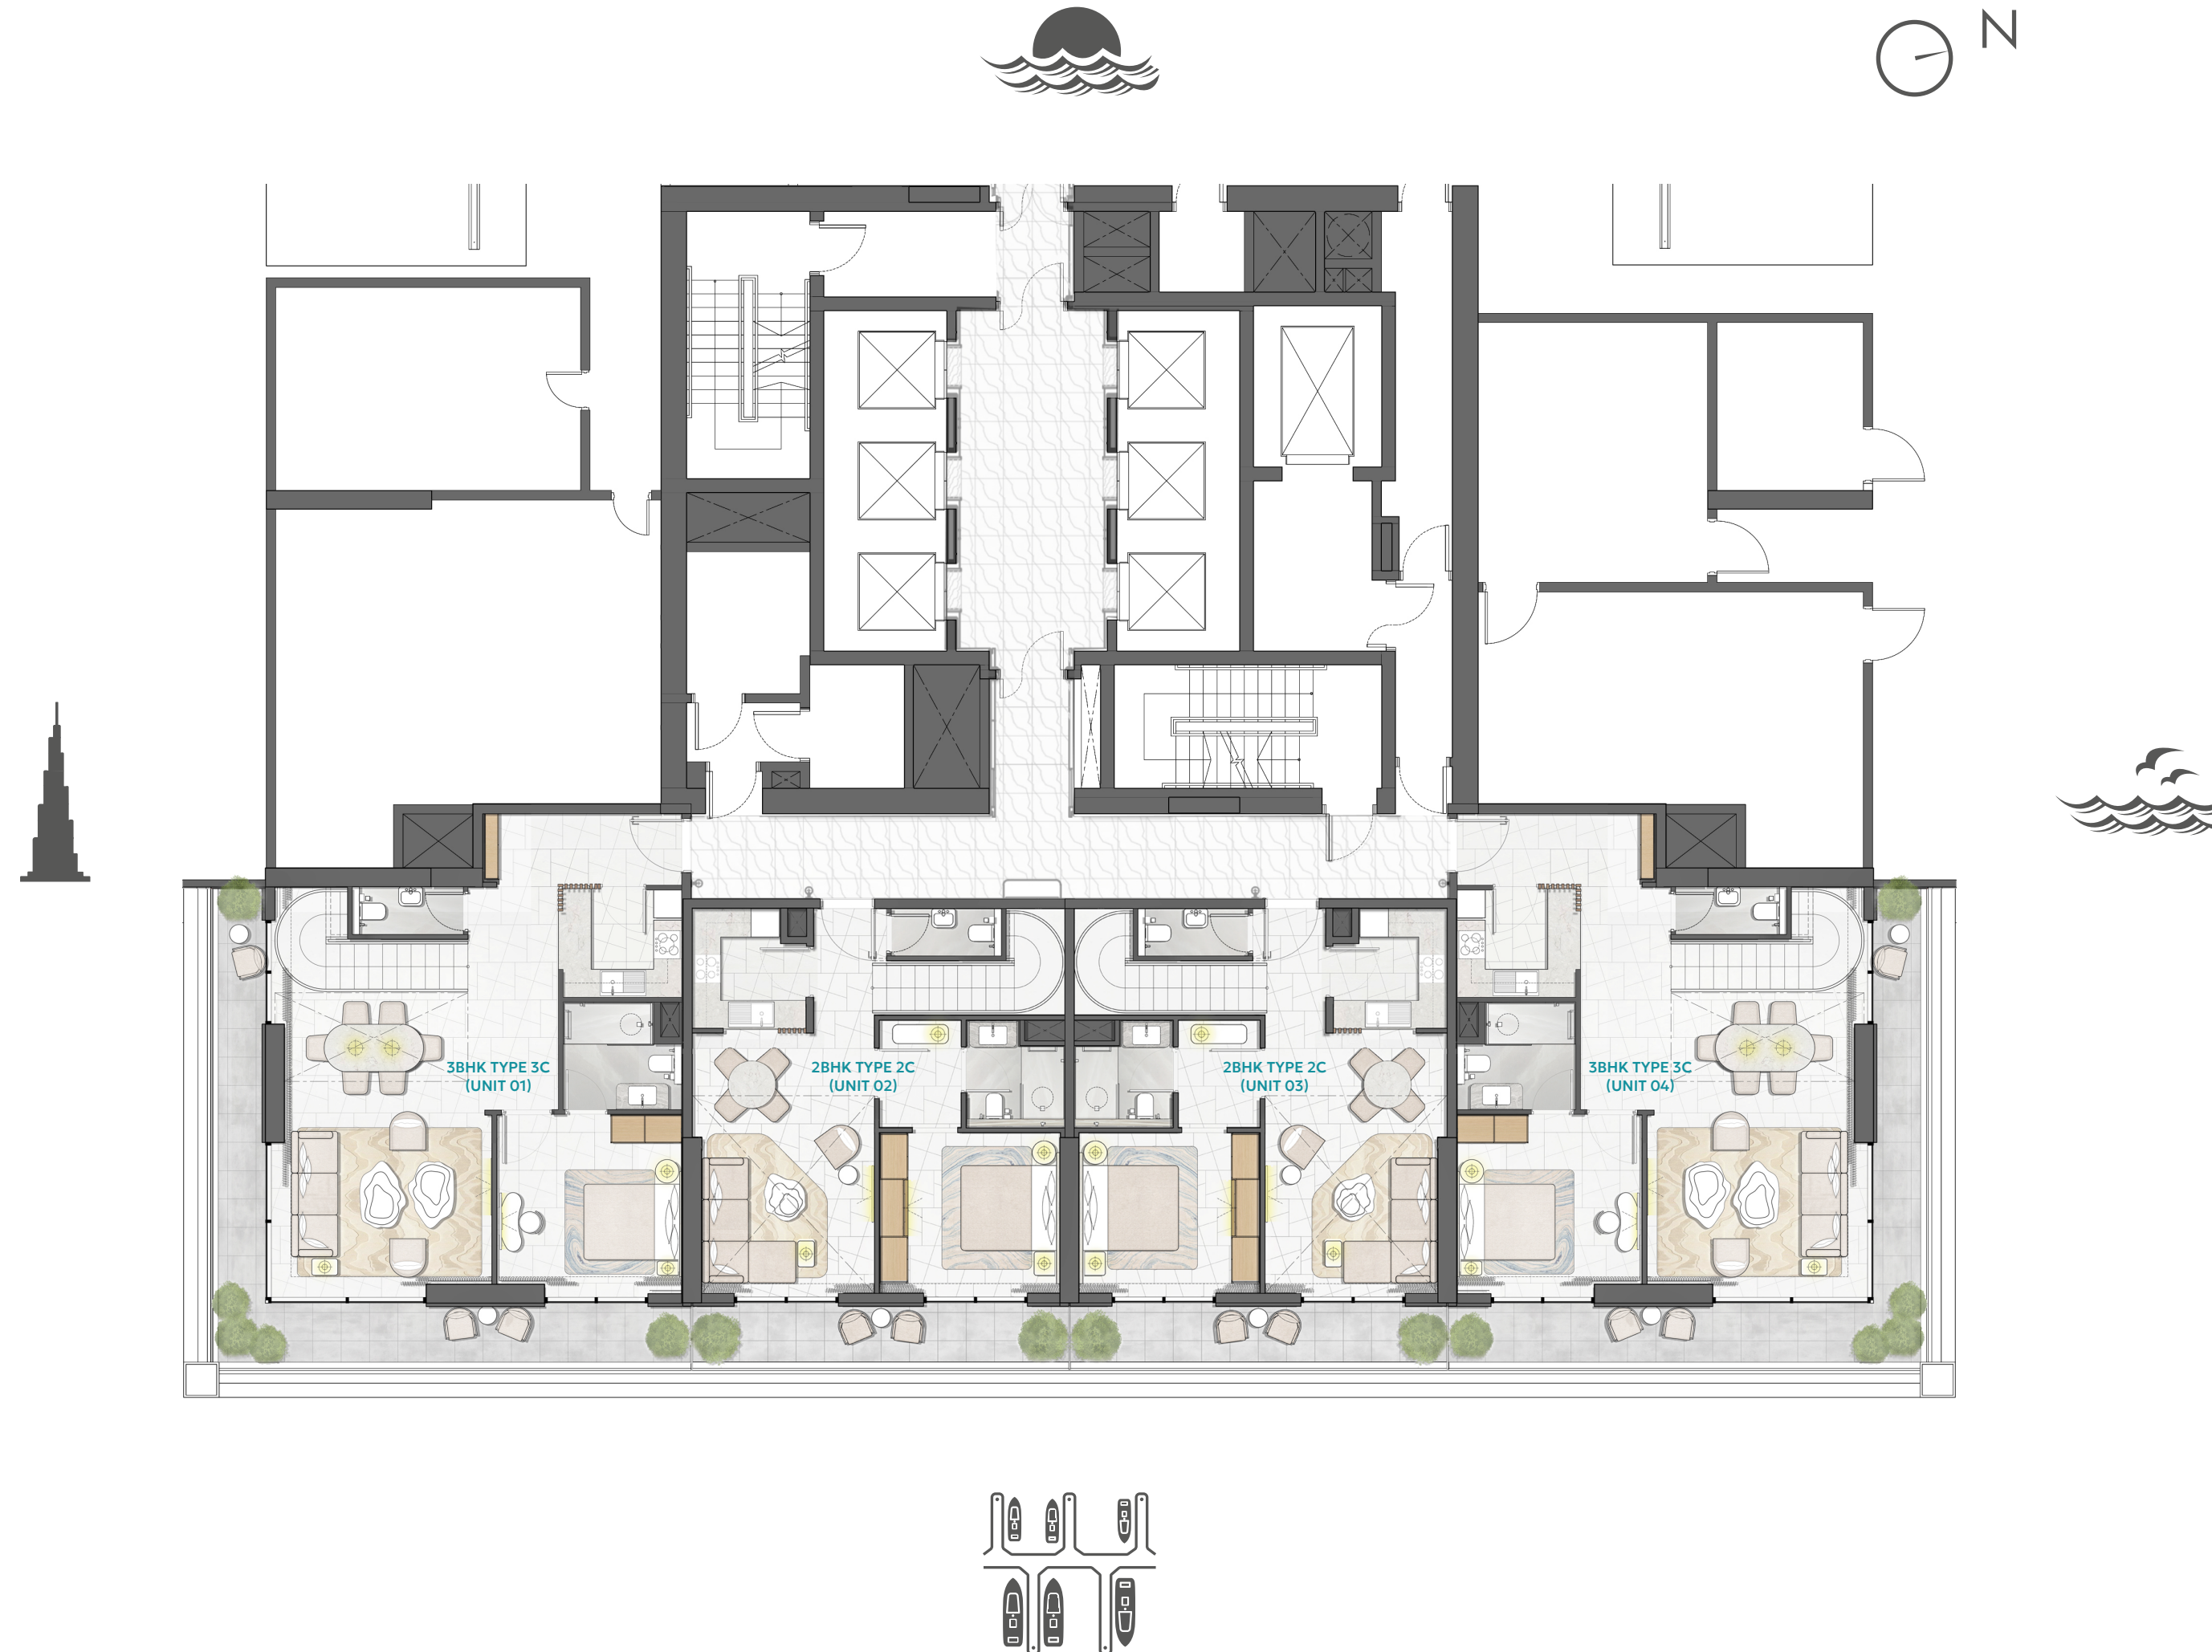 N
3BHK TYPE 3C
(UNIT 01)
2BHK TYPE 2C
(UNIT 02)
2BHK TYPE 2C
(UNIT 03)
3BHK TYPE 3C
(UNIT 04)